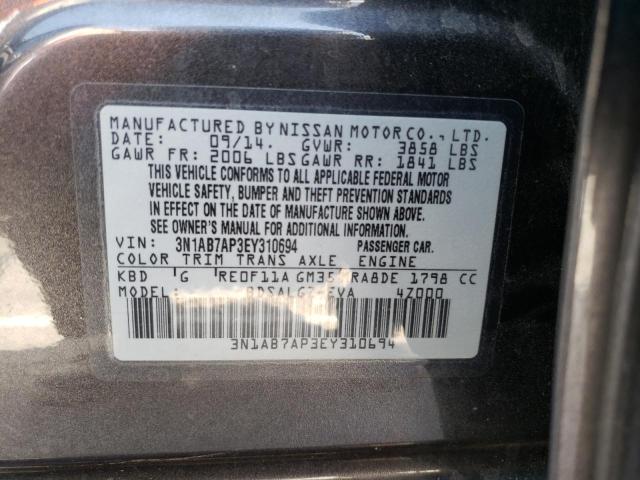 MANUFACTURED BY NISSAN MOTOR CO., LTD.
DATE: 09/14. GVWR: 3858 LBS
GAWR FR: 2006 LBS GAWR RR: 1841 LBS
THIS VEHICLE CONFORMS TO ALL APPLICABLE FEDERAL MOTOR
VEHICLE SAFETY, BUMPER AND THEFT PREVENTION STANDARDS
IN EFFECT ON THE DATE OF MANUFACTURE SHOWN ABOVE.
SEE OWNER'S MANUAL FOR ADDITIONAL INFORMATION
VIN: 3N1AB7AP3EY310694 PASSENGER CAR.
COLOR TRIM TRANS AXLE ENGINE
KBD G RE0F11A GM35 RA8DE 1798 CC
MODEL: 4Z000
3N1AB7AP3EY310694